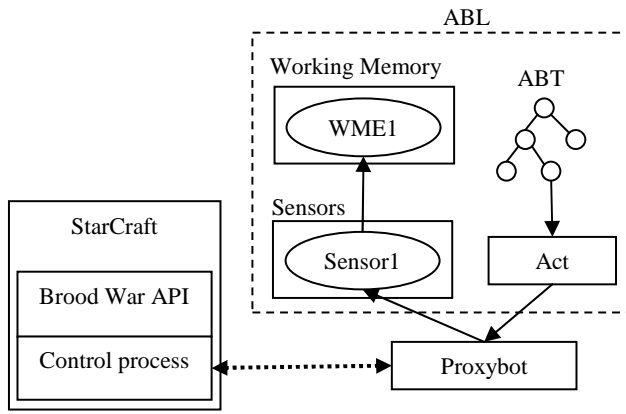 ABL
Working Memory
ABT
WME1
Sensors
StarCraft
Sensor1
Act
Brood War API
Control process
Proxybot